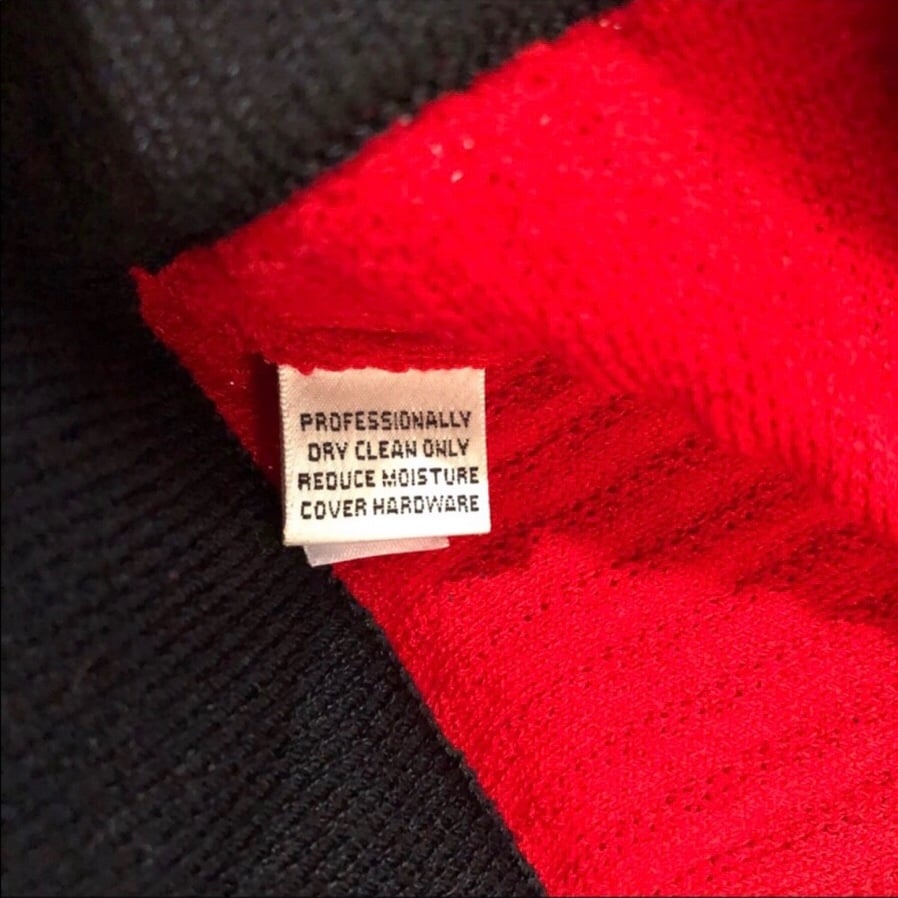 PROFESSIONALLY
DRY CLEAN ONLY
REDUCE MOISTURE
COVER HARDWARE